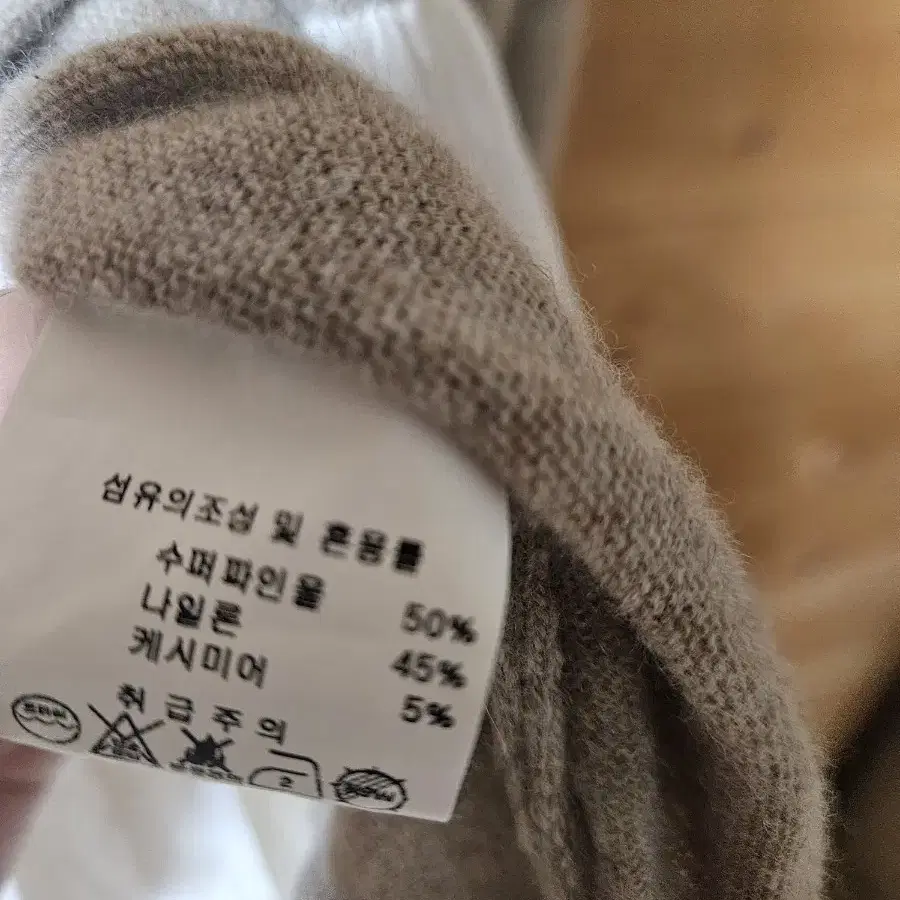 섬유의조성 및 혼용률
수퍼파인울 50%
나일론 45%
케시미어 5%
취급주의
2